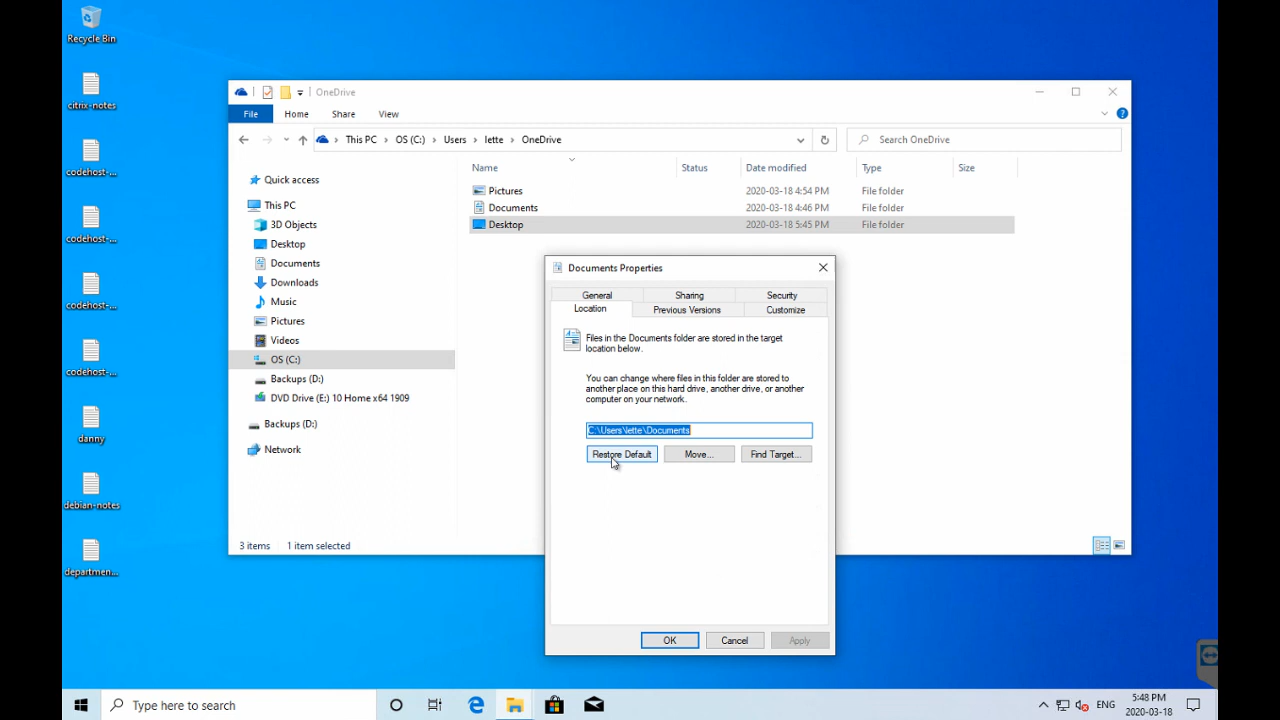 Recycle Bin
citrix-notes
codehost-...
codehost-...
codehost-...
codehost-...
danny
debian-notes
departmen...
OneDrive
File Home Share View
This PC OS (C:) Users lette OneDrive
Search OneDrive
Name Status Date modified Type Size
Pictures 2020-03-18 4:54 PM File folder
Documents 2020-03-18 4:46 PM File folder
Desktop 2020-03-18 5:45 PM File folder
Quick access
This PC
3D Objects
Desktop
Documents
Downloads
Music
Pictures
Videos
OS (C:)
Backups (D:)
DVD Drive (E:) 10 Home x64 1909
Backups (D:)
Network
3 items 1 item selected
Documents Properties
General Sharing Security
Location Previous Versions Customize
Files in the Documents folder are stored in the target
location below.
You can change where files in this folder are stored to
another place on this hard drive, another drive, or another
computer on your network.
C:\Users\lette\Documents
Restore Default Move... Find Target...
OK Cancel Apply
Type here to search
ENG
5:48 PM
2020-03-18